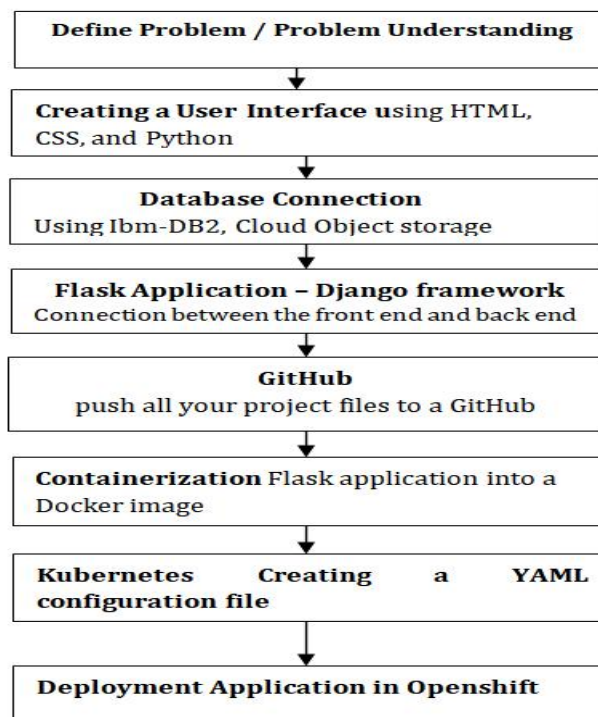 Define Problem / Problem Understanding
Creating a User Interface using HTML,
CSS, and Python
Database Connection
Using Ibm-DB2, Cloud Object storage
Flask Application – Django framework
Connection between the front end and back end
GitHub
push all your project files to a GitHub
Containerization Flask application into a
Docker image
Kubernetes Creating a YAML
configuration file
Deployment Application in Openshift